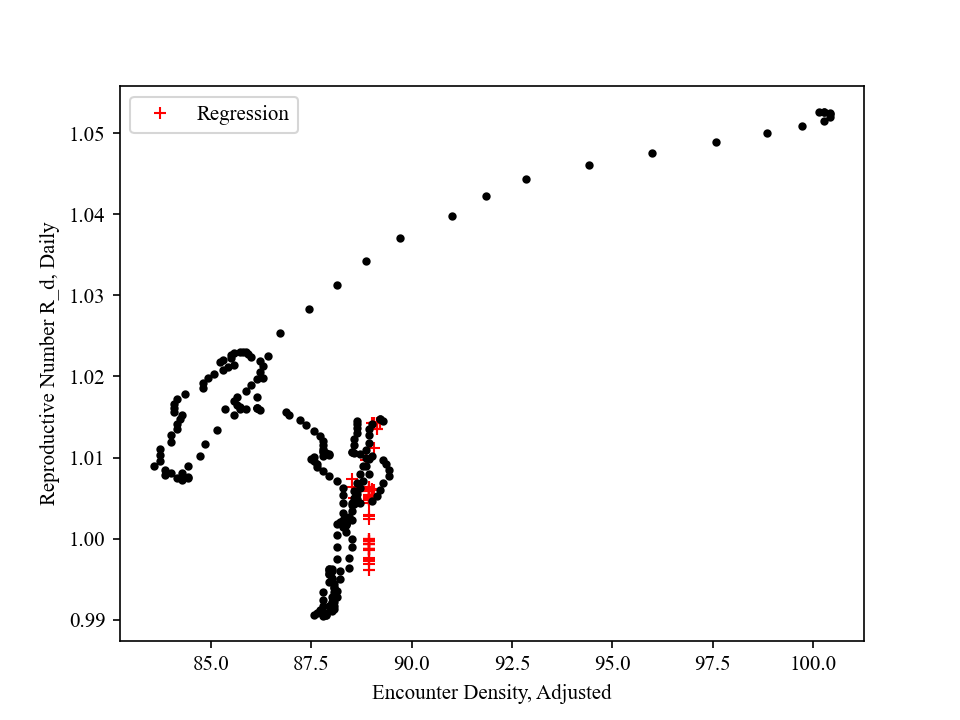 Regression
1.05
1.04
1.03
1.02
1.01
1.00
0.99
Reproductive Number R_d, Daily
85.0 87.5 90.0 92.5 95.0 97.5 100.0
Encounter Density, Adjusted